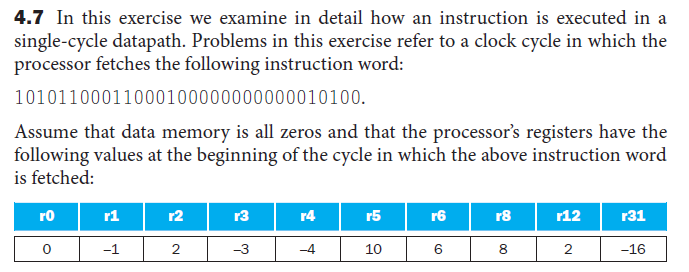 4.7 In this exercise we examine in detail how an instruction is executed in a
single-cycle datapath. Problems in this exercise refer to a clock cycle in which the
processor fetches the following instruction word:
10101100011000100000000000010100.
Assume that data memory is all zeros and that the processor’s registers have the
following values at the beginning of the cycle in which the above instruction word
is fetched:
r0 r1 r2 r3 r4 r5 r6 r8 r12 r31
0 –1 2 –3 –4 10 6 8 2 –16